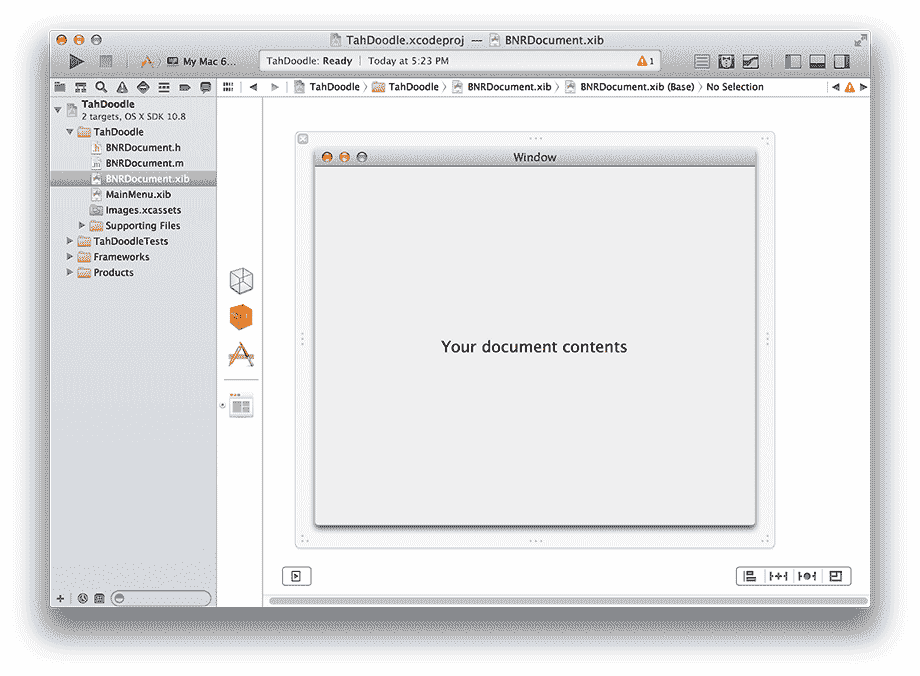 TahDoodle.xcodeproj — BNRDocument.xib
My Mac 6...
TahDoodle: Ready | Today at 5:23 PM
1
TahDoodle
2 targets, OS X SDK 10.8
TahDoodle
BNRDocument.h
BNRDocument.m
BNRDocument.xib
MainMenu.xib
Images.xcassets
Supporting Files
TahDoodleTests
Frameworks
Products
TahDoodle 〉 TahDoodle 〉 BNRDocument.xib 〉 BNRDocument.xib (Base) 〉 No Selection
Window
Your document contents